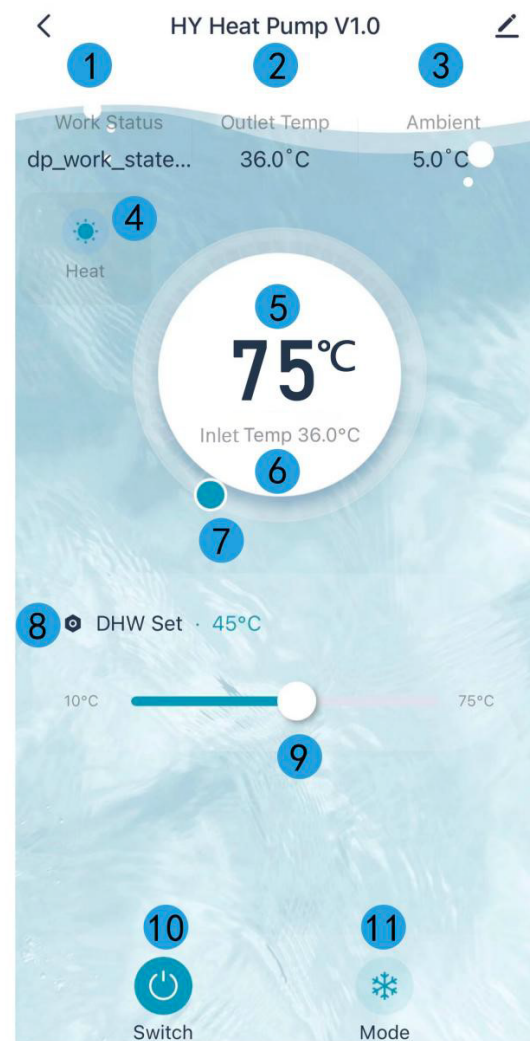 HY Heat Pump V1.0
1 2 3
Work Status Outlet Temp Ambient
dp_work_state... 36.0°C 5.0°C
4
Heat
5
75°C
Inlet Temp 36.0°C
6
7
8 DHW Set · 45°C
10°C 75°C
9
10 11
Switch Mode